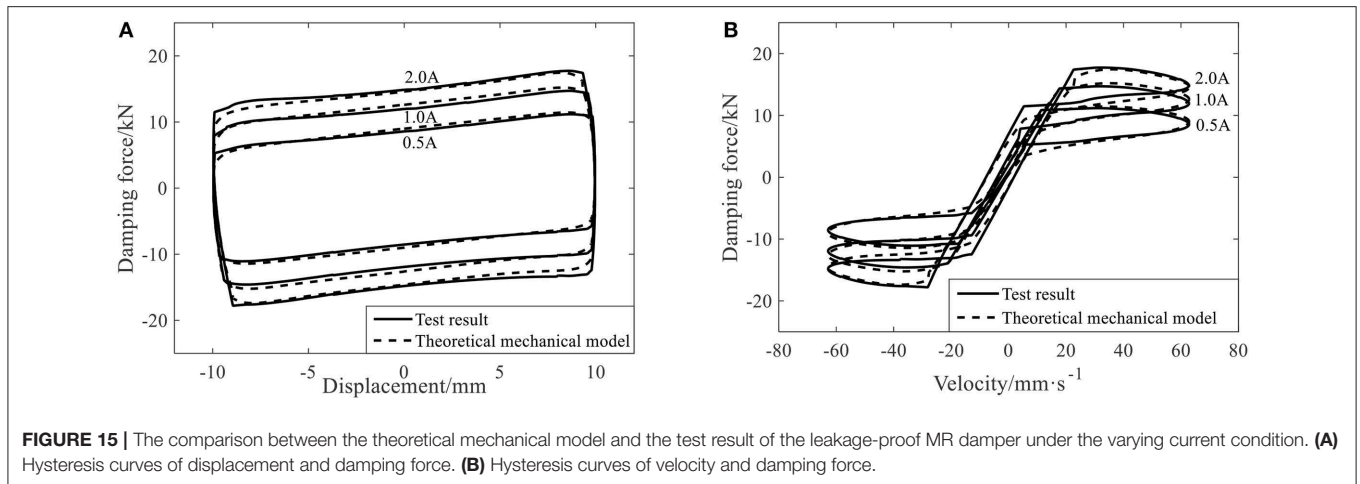 A
20
10
0
-10
-20
Damping force/kN
2.0A
1.0A
0.5A
Test result
Theoretical mechanical model
-10
-5
0
5
10
Displacement/mm
B
20
10
0
-10
-20
Damping force/kN
2.0A
1.0A
0.5A
Test result
Theoretical mechanical model
-80
-60
-40
-20
0
20
40
60
80
Velocity/mm·s⁻¹
FIGURE 15 | The comparison between the theoretical mechanical model and the test result of the leakage-proof MR damper under the varying current condition. (A)
Hysteresis curves of displacement and damping force. (B) Hysteresis curves of velocity and damping force.